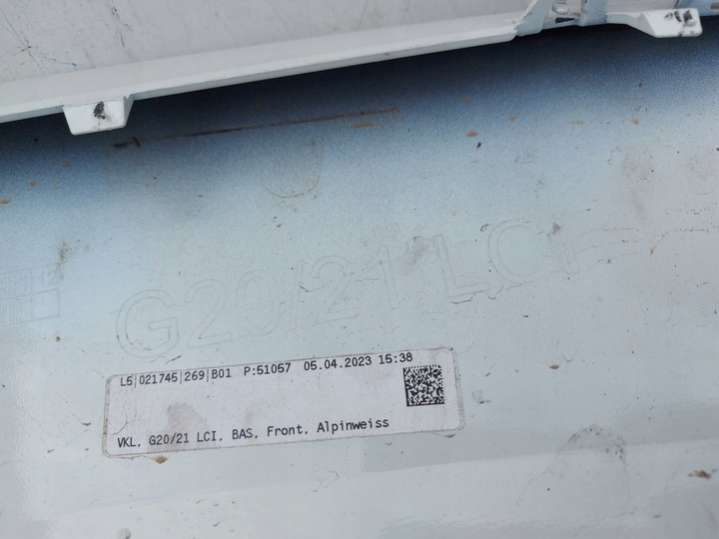 G20/21 LCI
L5|021745|269|B01 P:51057 05.04.2023 15:38
VKL. G20/21 LCI. BAS. Front. Alpinweiss